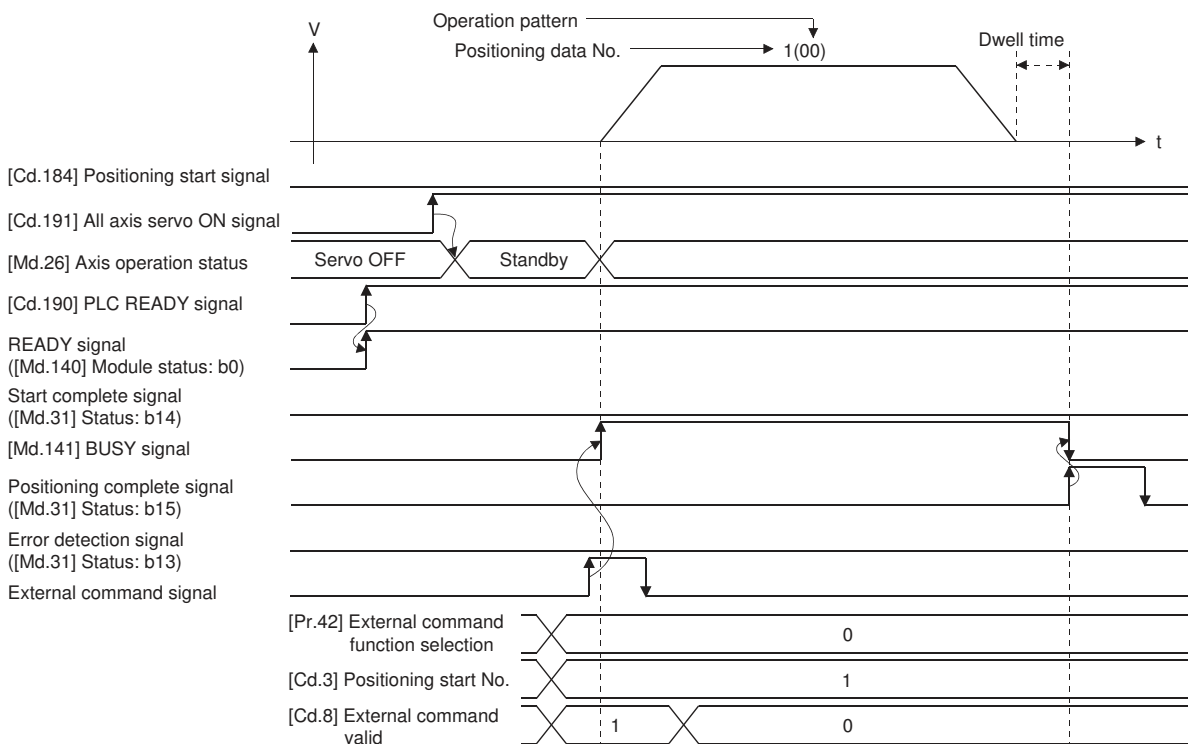 V
Operation pattern
Positioning data No.
1(00)
Dwell time
t
[Cd.184] Positioning start signal
[Cd.191] All axis servo ON signal
[Md.26] Axis operation status
Servo OFF
Standby
[Cd.190] PLC READY signal
READY signal
([Md.140] Module status: b0)
Start complete signal
([Md.31] Status: b14)
[Md.141] BUSY signal
Positioning complete signal
([Md.31] Status: b15)
Error detection signal
([Md.31] Status: b13)
External command signal
[Pr.42] External command
function selection
0
[Cd.3] Positioning start No.
1
[Cd.8] External command
valid
1
0